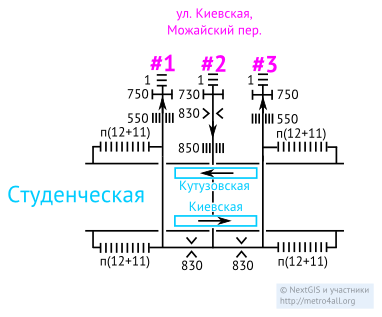 ул. Киевская,
Можайский пер.
#1 #2 #3
1 1 1
750 730 750
830
550 550
п(12+11) п(12+11)
850
Кутузовская
Студенческая
Киевская
п(12+11) 830 830 п(12+11)
© NextGIS и участники
http://metro4all.org